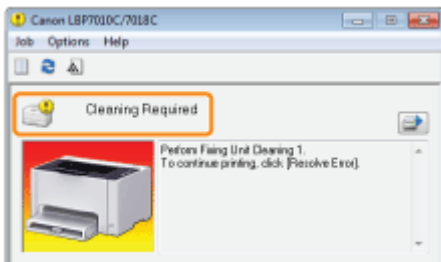 Canon LBP7010C/7018C
Job Options Help
Cleaning Required
Perform Fixing Unit Cleaning 1.
To continue printing, click [Resolve Error].